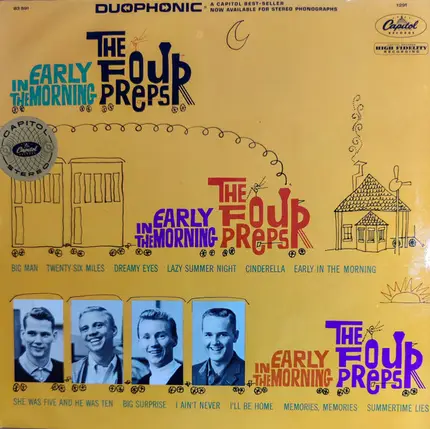 DUOPHONIC
A CAPITOL BEST-SELLER
NOW AVAILABLE FOR STEREO PHONOGRAPHS
Capitol
RECORDS
HIGH FIDELITY
RECORDING
IN EARLY
THE MORNING
THE
FOUR
PREPS
CAPITOL
Capitol
STEREO
IN EARLY
THE MORNING
THE
FOUR
PREPS
BIG MAN TWENTY SIX MILES DREAMY EYES LAZY SUMMER NIGHT CINDERELLA EARLY IN THE MORNING
IN EARLY
THE MORNING
THE
FOUR
PREPS
SHE WAS FIVE AND HE WAS TEN BIG SURPRISE I AIN'T NEVER I'LL BE HOME MEMORIES, MEMORIES SUMMERTIME LIES